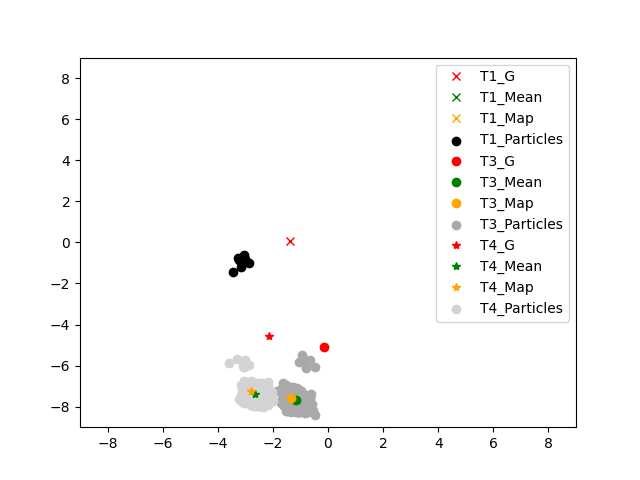 8
6
4
2
0
−2
−4
−6
−8
−8
−6
−4
−2
0
2
4
6
8
T1_G
T1_Mean
T1_Map
T1_Particles
T3_G
T3_Mean
T3_Map
T3_Particles
T4_G
T4_Mean
T4_Map
T4_Particles